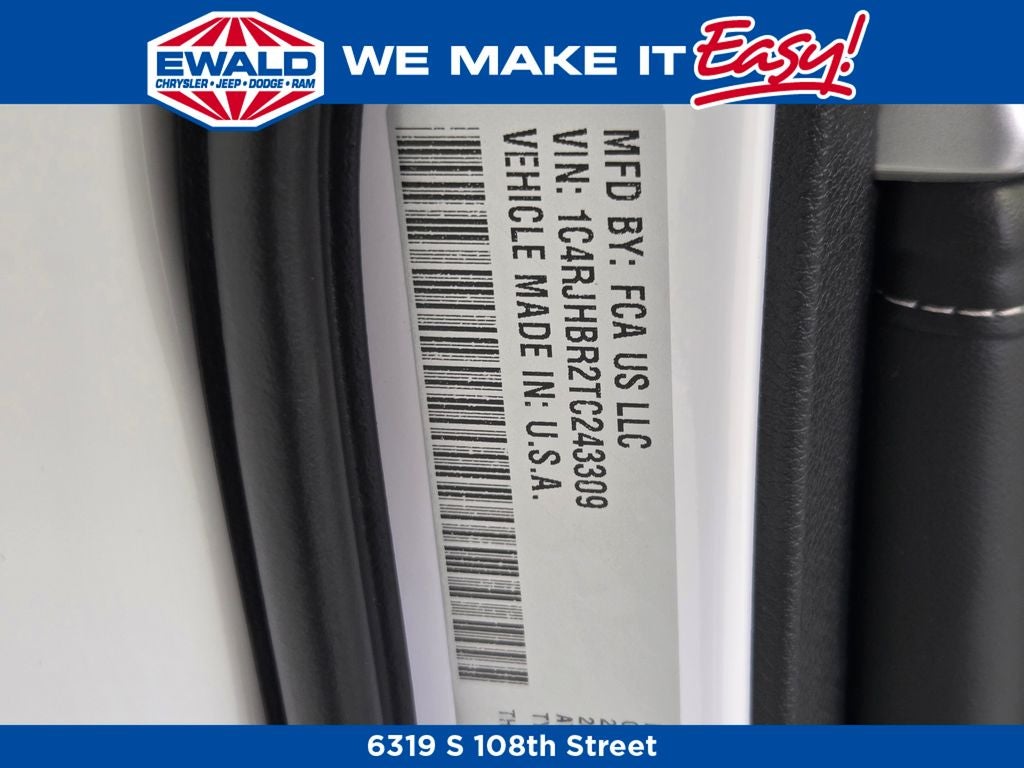 EWALD
CHRYSLER • JEEP • DODGE • RAM
WE MAKE IT Easy!
MFD BY: FCA US LLC
VIN: 1C4RJHBR2TC243309
VEHICLE MADE IN: U.S.A.
6319 S 108th Street